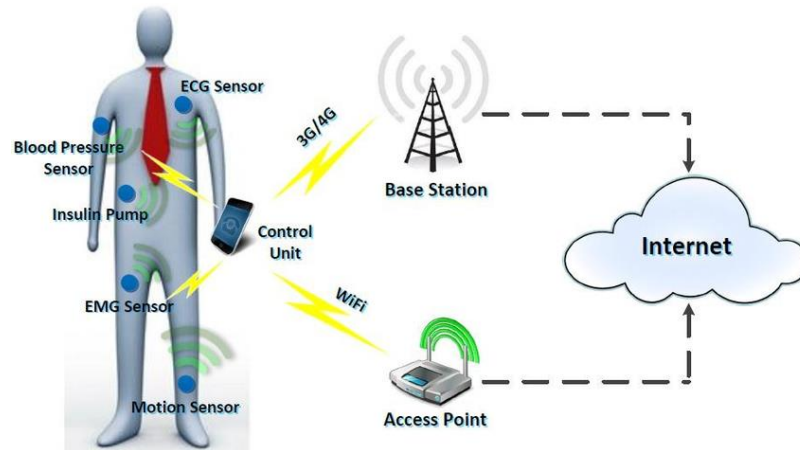 ECG Sensor
Blood Pressure
Sensor
Insulin Pump
EMG Sensor
Motion Sensor
Control
Unit
3G/4G
Base Station
WiFi
Access Point
Internet